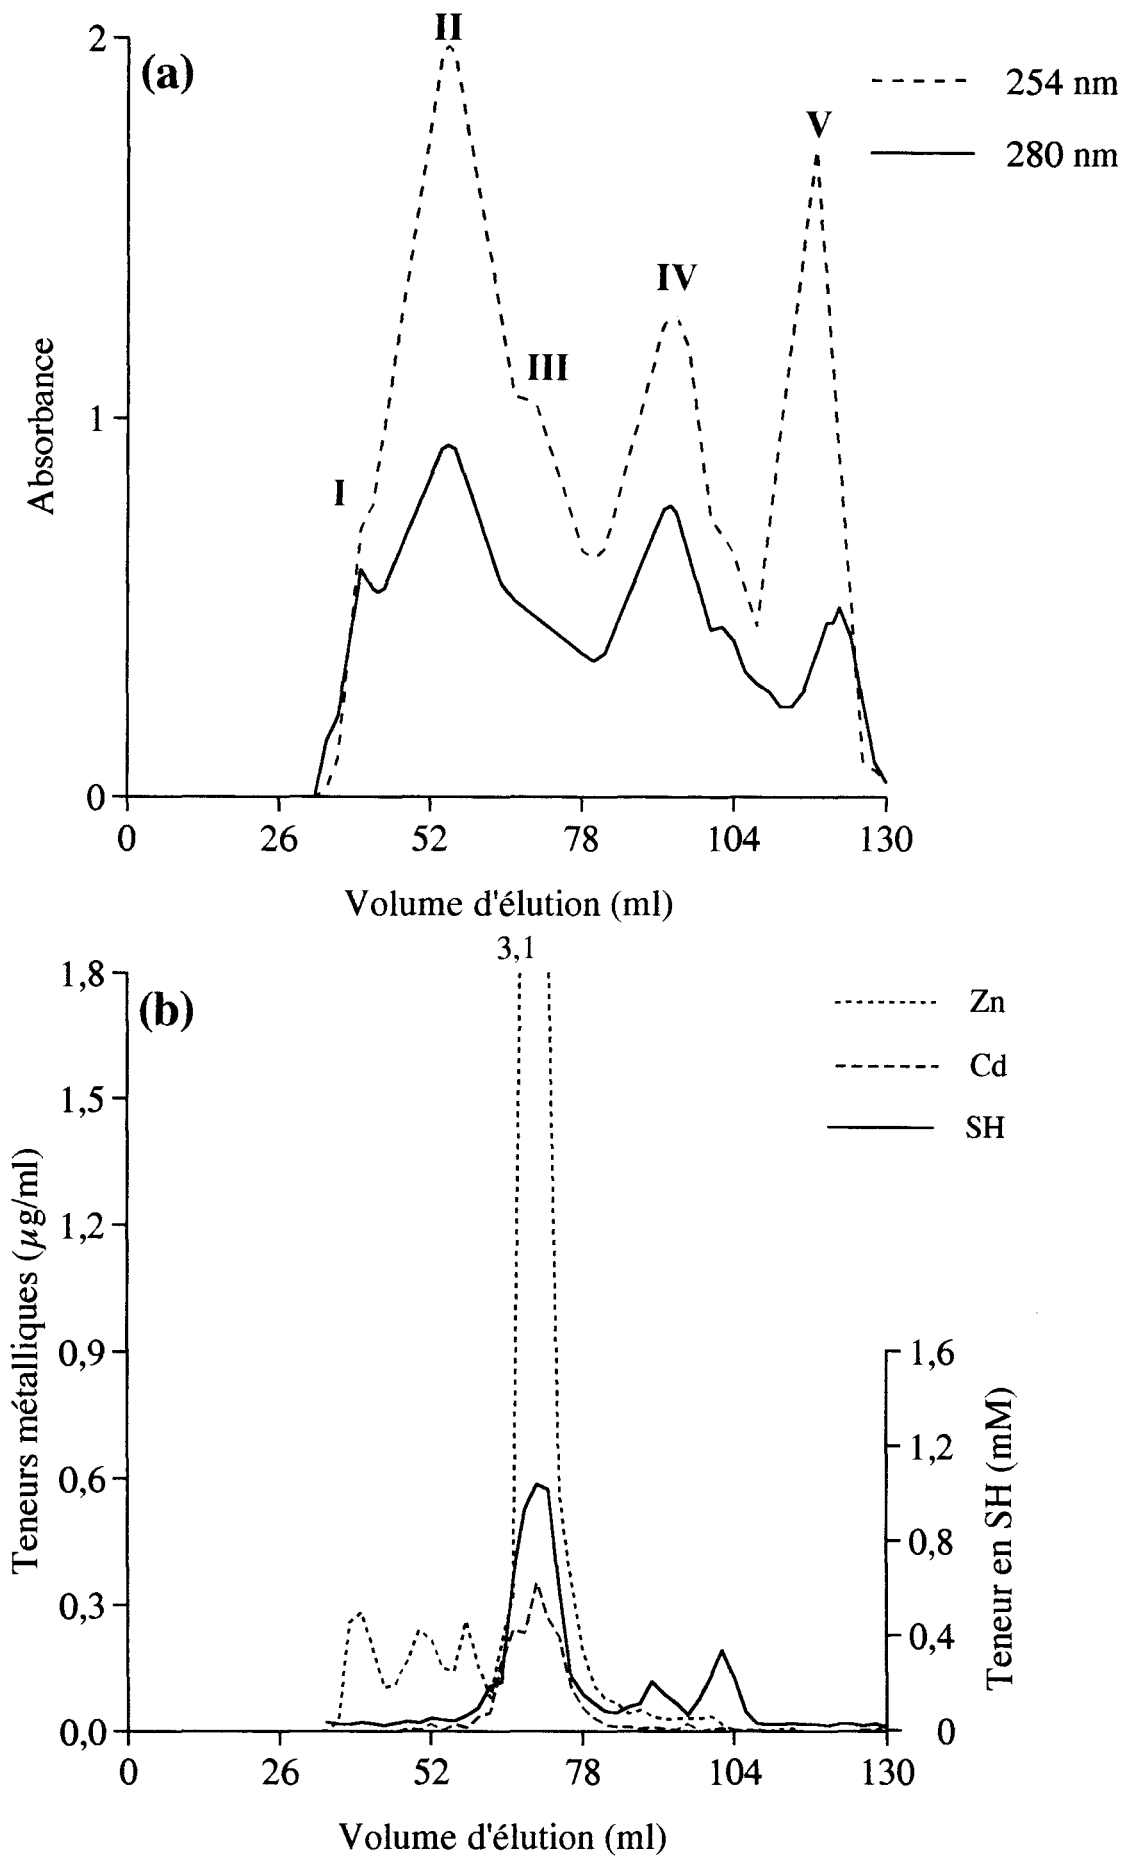 II
2
(a)
254 nm
V
280 nm
IV
III
1
I
Absorbance
0
0 26 52 78 104 130
Volume d'élution (ml)
3,1
1,8
(b)
Zn
Cd
1,5
SH
1,2
0,9
1,6
1,2
0,6
0,8
0,3
0,4
0,0
0
Teneurs métalliques (µg/ml)
Teneur en SH (mM)
0 26 52 78 104 130
Volume d'élution (ml)